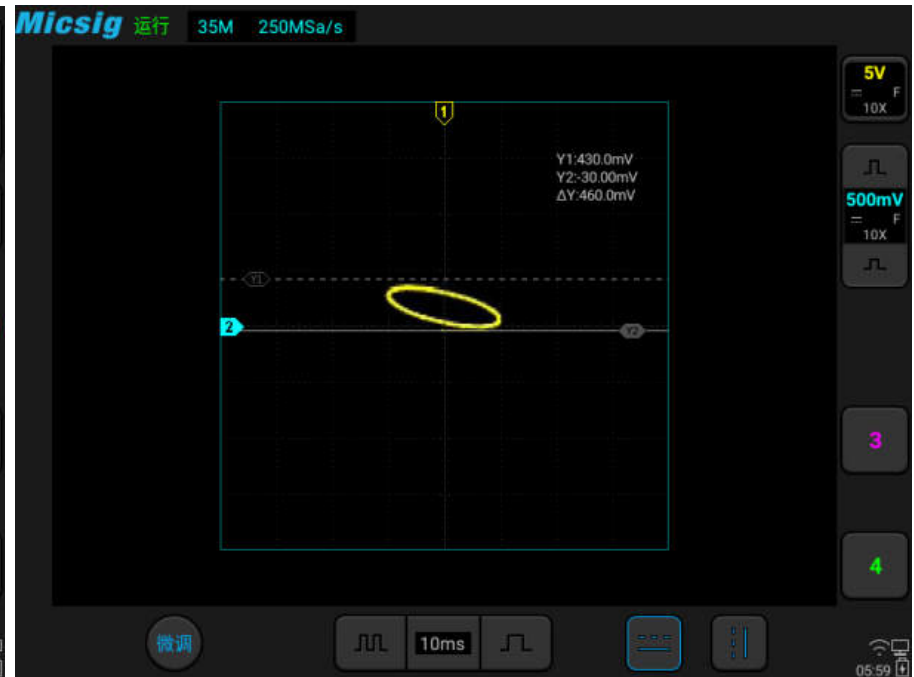 Micsig 运行 35M 250MSa/s
5V
F
10X
1
Y1:430.0mV
Y2:-30.00mV
ΔY:460.0mV
500mV
F
10X
Y1
2
Y2
3
4
微调
10ms
05:59